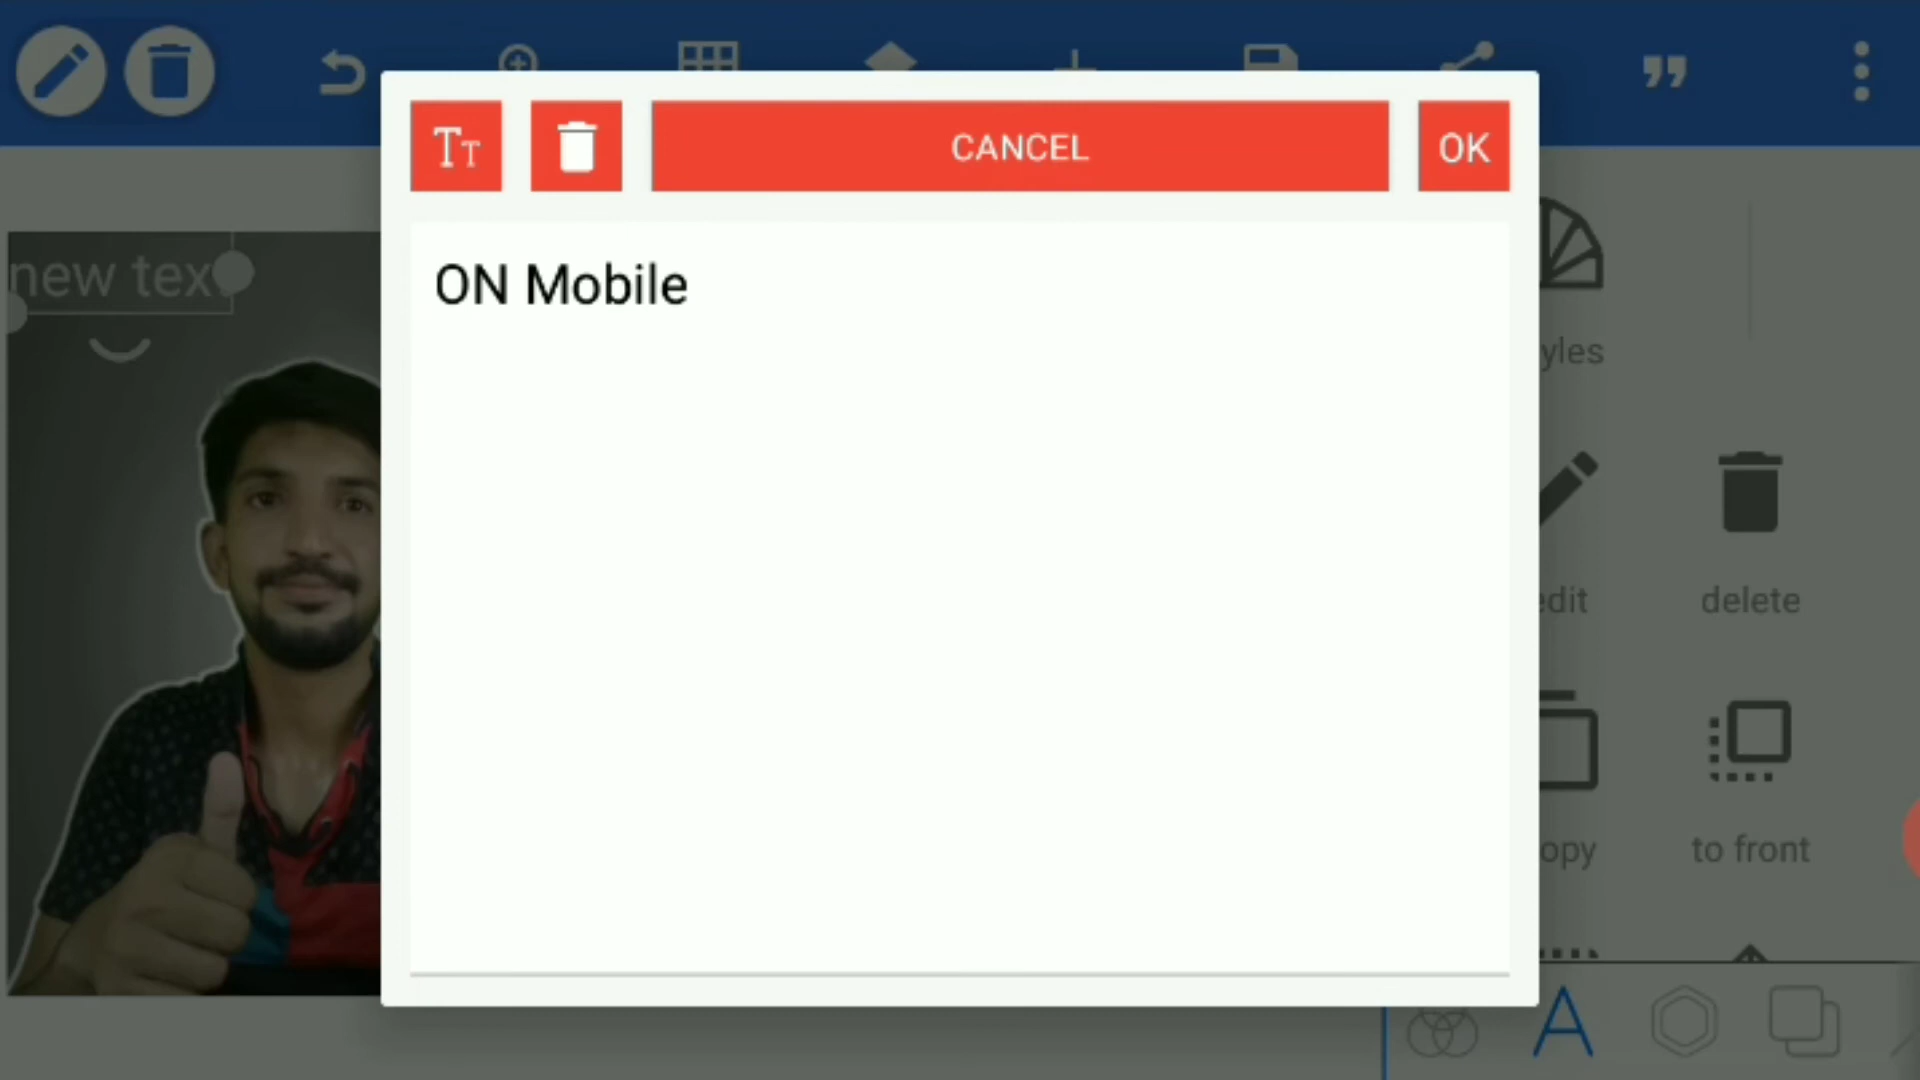 CANCEL
OK
ON Mobile
new tex
yles
edit
delete
opy
to front